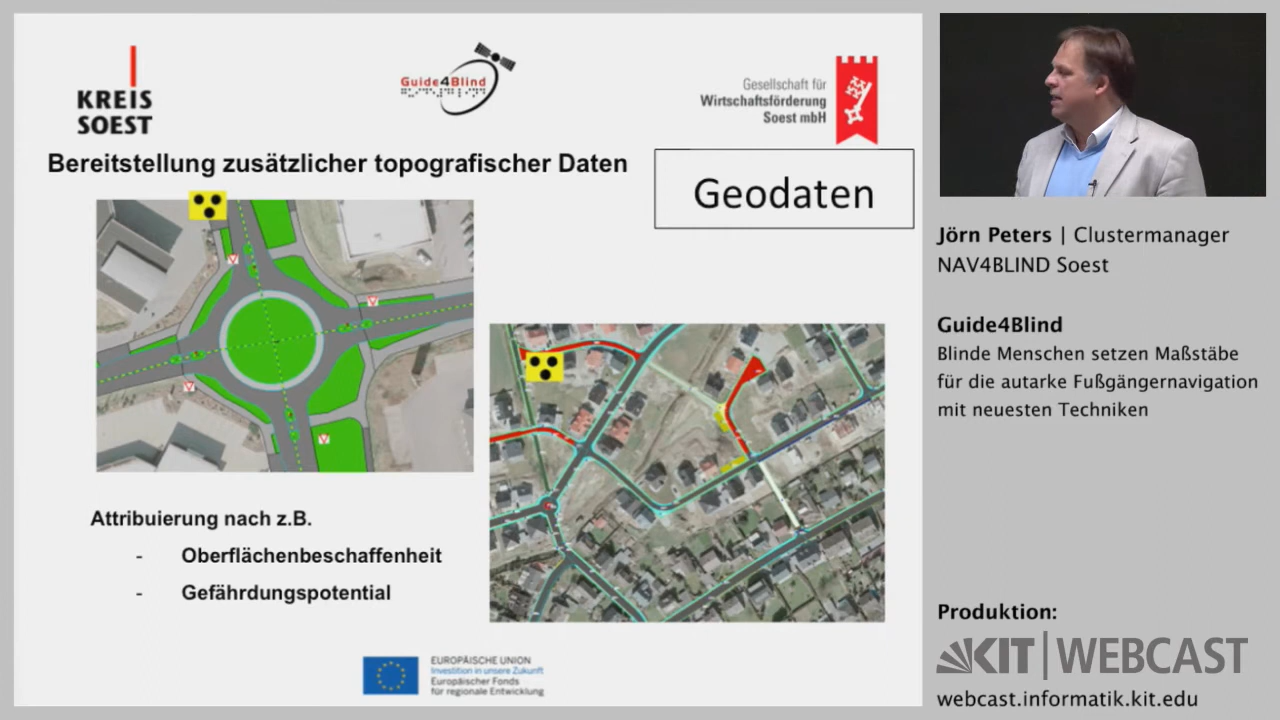 KREIS
SOEST
Guide4Blind
Gesellschaft für
Wirtschaftsförderung
Soest mbH
Bereitstellung zusätzlicher topografischer Daten
Geodaten
Attribuierung nach z.B.
- Oberflächenbeschaffenheit
- Gefährdungspotential
EUROPÄISCHE UNION
Investition in unsere Zukunft
Europäischer Fonds
für regionale Entwicklung
Jörn Peters | Clustermanager
NAV4BLIND Soest
Guide4Blind
Blinde Menschen setzen Maßstäbe
für die autarke Fußgängernavigation
mit neuesten Techniken
Produktion:
KIT | WEBCAST
webcast.informatik.kit.edu